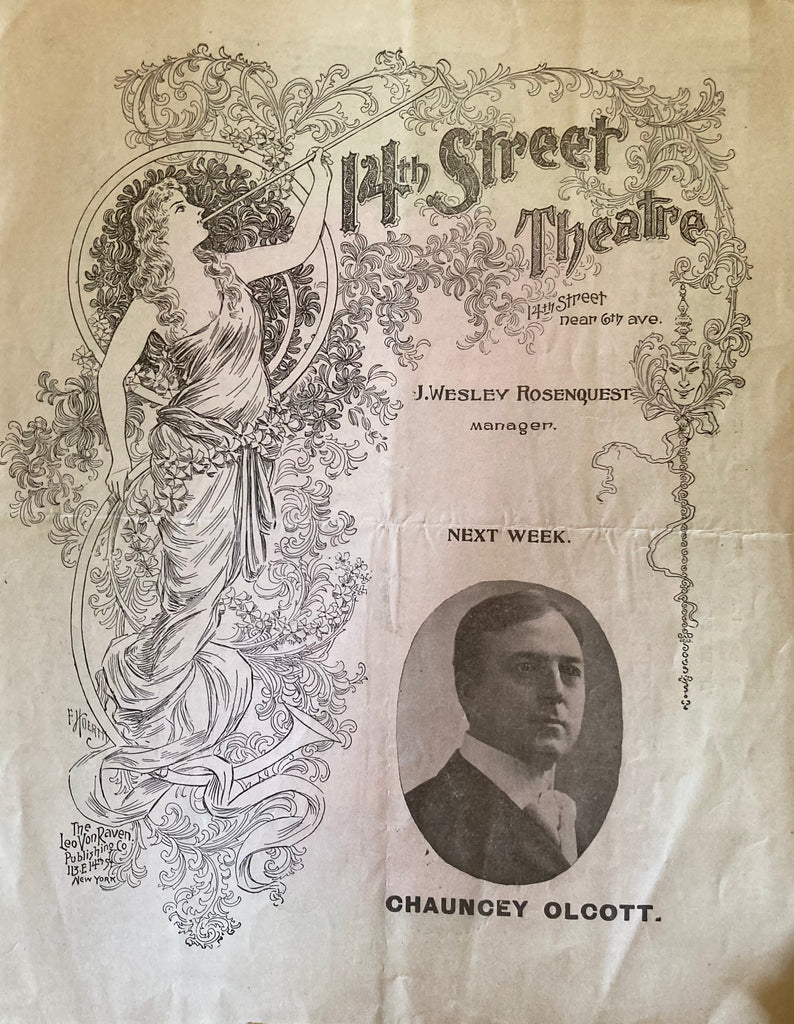 14th Street
Theatre
14th Street
near 6th ave.
J. WESLEY ROSENQUEST
manager.
NEXT WEEK.
CHAUNCEY OLCOTT.
The
Leo Von Raven
Publishing Co
113. E 14th st
NEW YORK